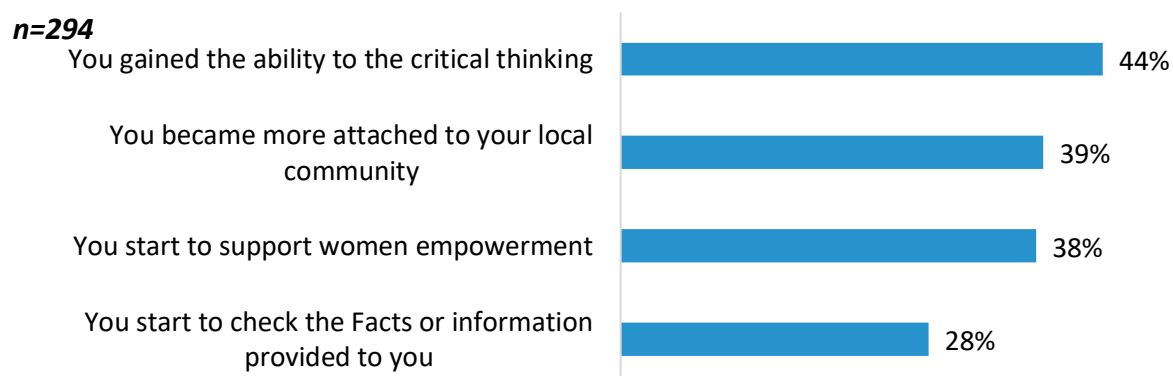 n=294
You gained the ability to the critical thinking
44%
You became more attached to your local
community
39%
You start to support women empowerment
38%
You start to check the Facts or information
provided to you
28%